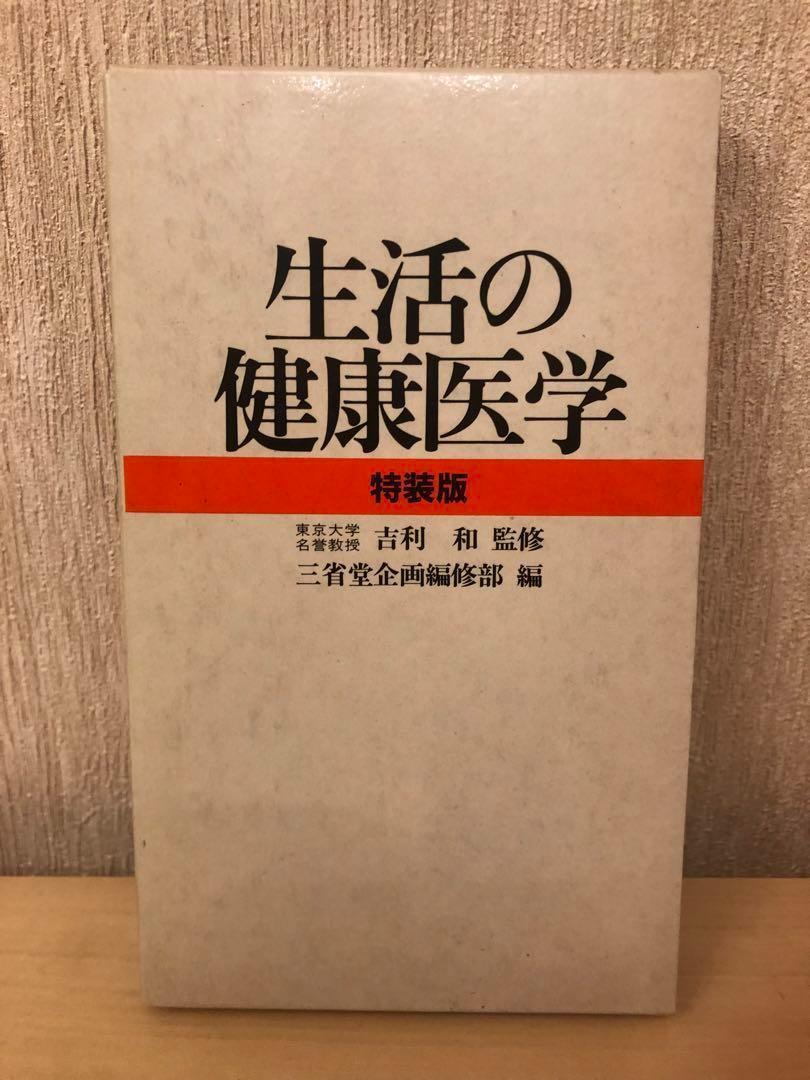 生活の
健康医学
特装版
東京大学
名誉教授 吉利 和 監修
三省堂企画編修部 編